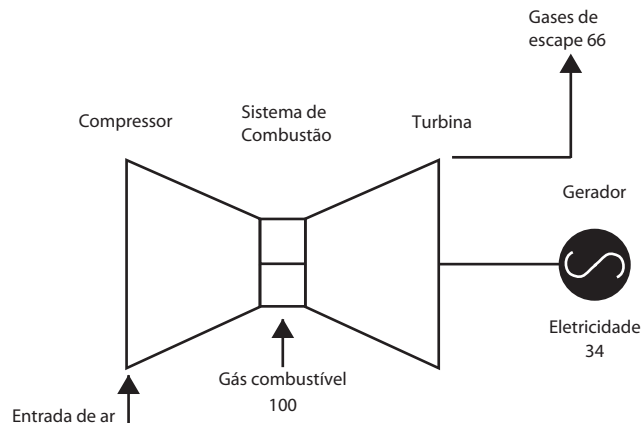 Gases de
escape 66
Compressor
Sistema de
Combustão
Turbina
Gerador
Eletricidade
34
Gás combustível
100
Entrada de ar